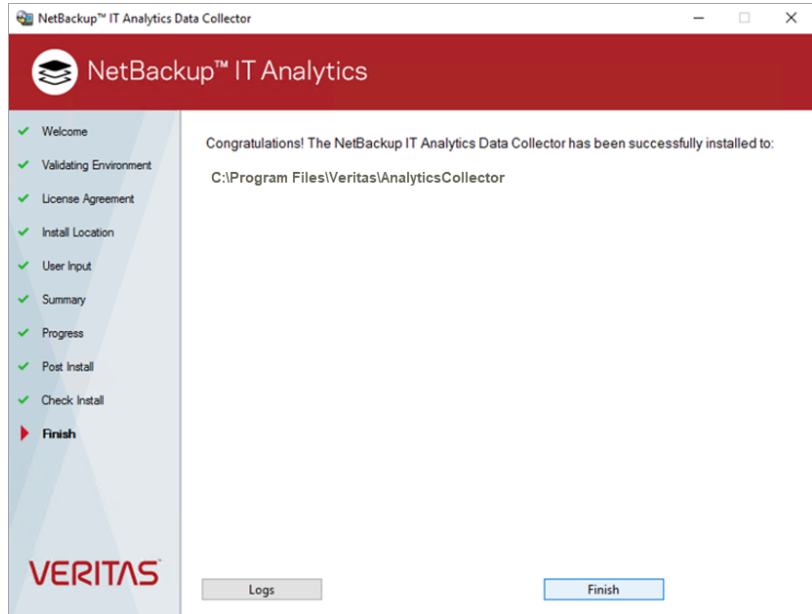 NetBackup™ IT Analytics Data Collector
NetBackup™ IT Analytics
Welcome
Validating Environment
License Agreement
Install Location
User Input
Summary
Progress
Post Install
Check Install
Finish
Congratulations! The NetBackup IT Analytics Data Collector has been successfully installed to:
C:\Program Files\Veritas\AnalyticsCollector
VERITAS
Logs
Finish